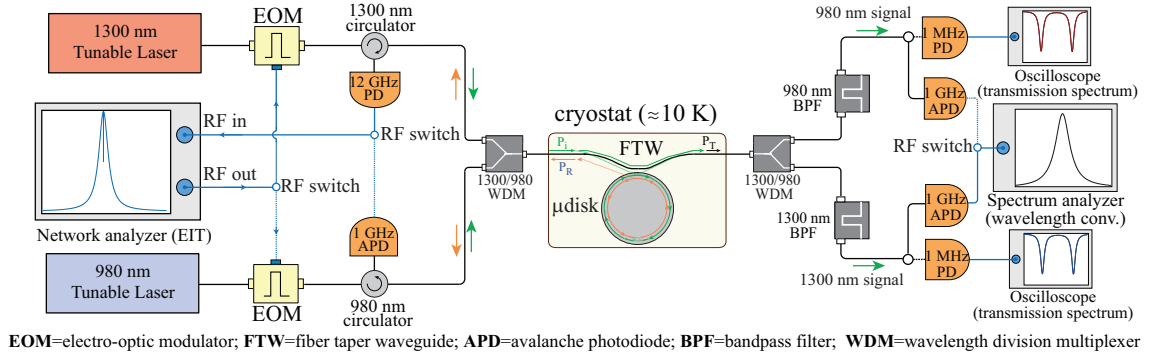 EOM
1300 nm
circulator
1300 nm
Tunable Laser
12 GHz
PD
RF in
RF switch
RF out
RF switch
Network analyzer (EIT)
1 GHz
APD
980 nm
Tunable Laser
EOM
980 nm
circulator
1300/980
WDM
cryostat (≈10 K)
Pi
FTW
PT
PR
μdisk
1300/980
WDM
980 nm signal
980 nm
BPF
1 MHz
PD
Oscilloscope
(transmission spectrum)
1 GHz
APD
RF switch
Spectrum analyzer
(wavelength conv.)
1300 nm
BPF
1 GHz
APD
1 MHz
PD
1300 nm signal
Oscilloscope
(transmission spectrum)
EOM=electro-optic modulator; FTW=fiber taper waveguide; APD=avalanche photodiode; BPF=bandpass filter; WDM=wavelength division multiplexer